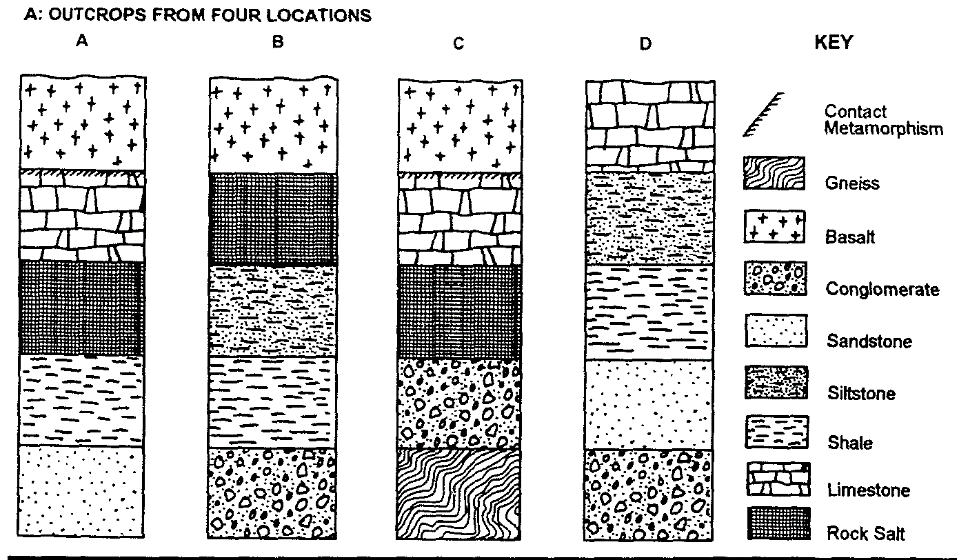 A: OUTCROPS FROM FOUR LOCATIONS
A B C D KEY
Contact
Metamorphism
Gneiss
Basalt
Conglomerate
Sandstone
Siltstone
Shale
Limestone
Rock Salt